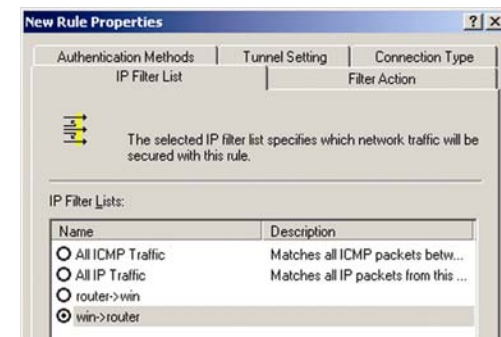 New Rule Properties
Authentication Methods Tunnel Setting Connection Type
IP Filter List Filter Action
The selected IP filter list specifies which network traffic will be
secured with this rule.
IP Filter Lists:
Name Description
All ICMP Traffic Matches all ICMP packets betw...
All IP Traffic Matches all IP packets from this ...
router->win
win->router